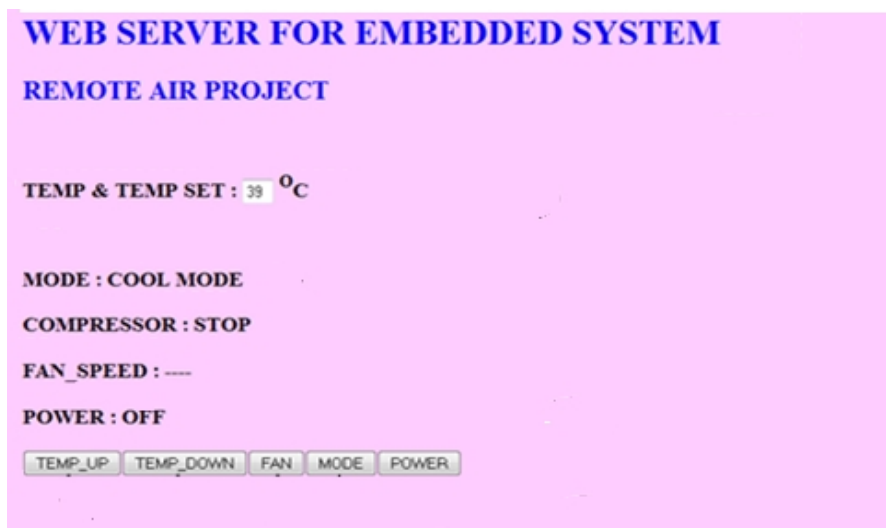 WEB SERVER FOR EMBEDDED SYSTEM
REMOTE AIR PROJECT
TEMP & TEMP SET : 39 °C
MODE : COOL MODE
COMPRESSOR : STOP
FAN_SPEED : ----
POWER : OFF
TEMP_UP TEMP_DOWN FAN MODE POWER